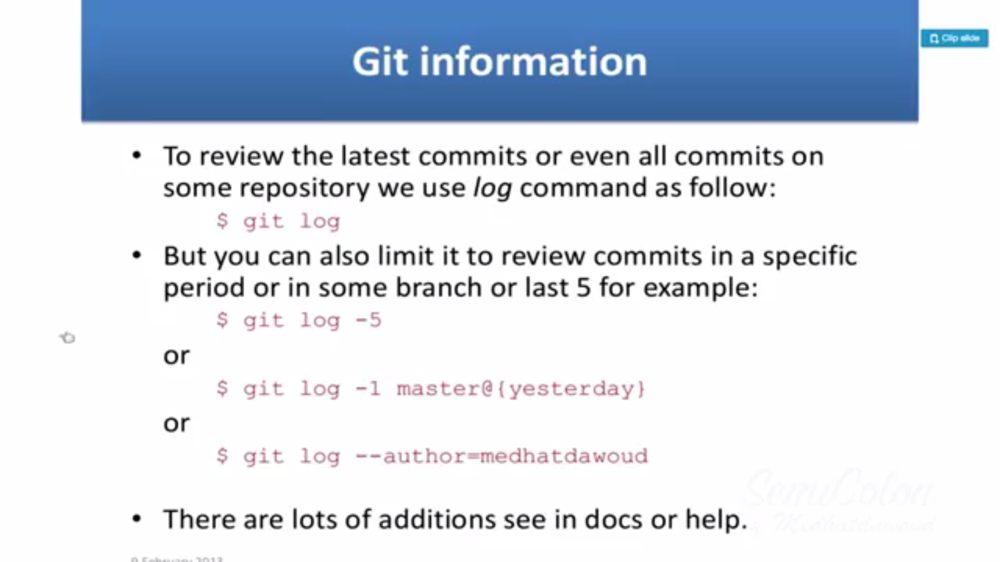 Git information
Clip slide
• To review the latest commits or even all commits on
some repository we use log command as follow:
$ git log
• But you can also limit it to review commits in a specific
period or in some branch or last 5 for example:
$ git log -5
or
$ git log -1 master@{yesterday}
or
$ git log --author=medhatdawoud
• There are lots of additions see in docs or help.
SemiColon
by Medhatdawoud
9 February 2013